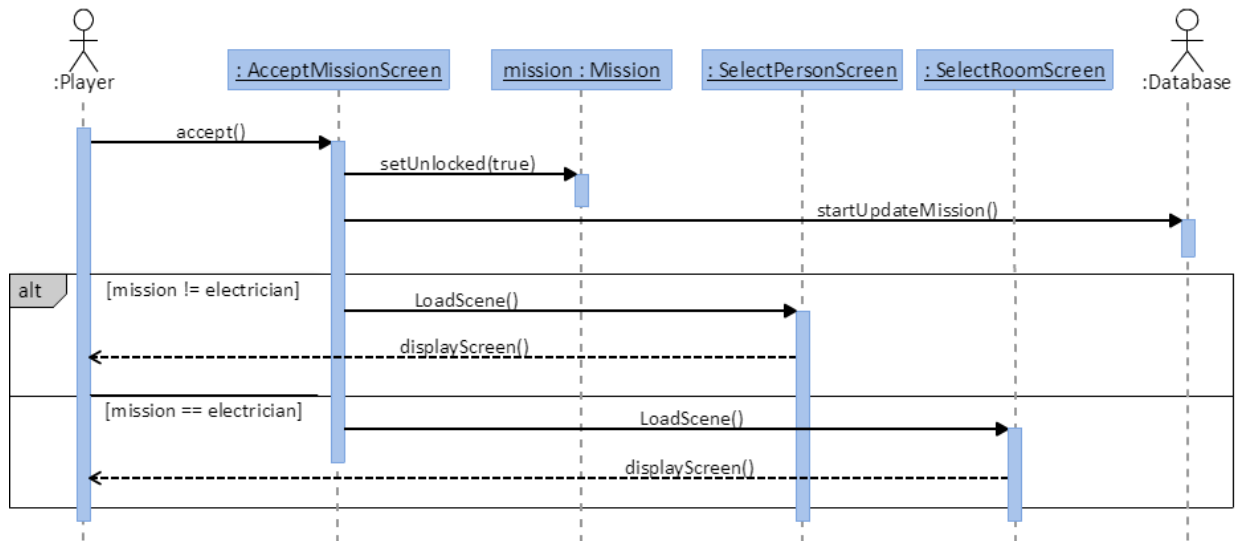 :Player
: AcceptMissionScreen
mission : Mission
: SelectPersonScreen
: SelectRoomScreen
:Database
accept()
setUnlocked(true)
startUpdateMission()
alt
[mission != electrician]
LoadScene()
displayScreen()
[mission == electrician]
LoadScene()
displayScreen()